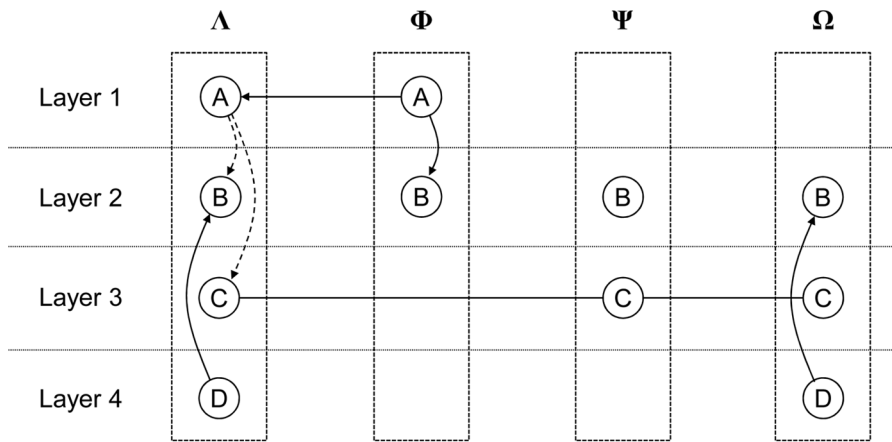 Λ Φ Ψ Ω
Layer 1 A A
Layer 2 B B B B
Layer 3 C C C
Layer 4 D D